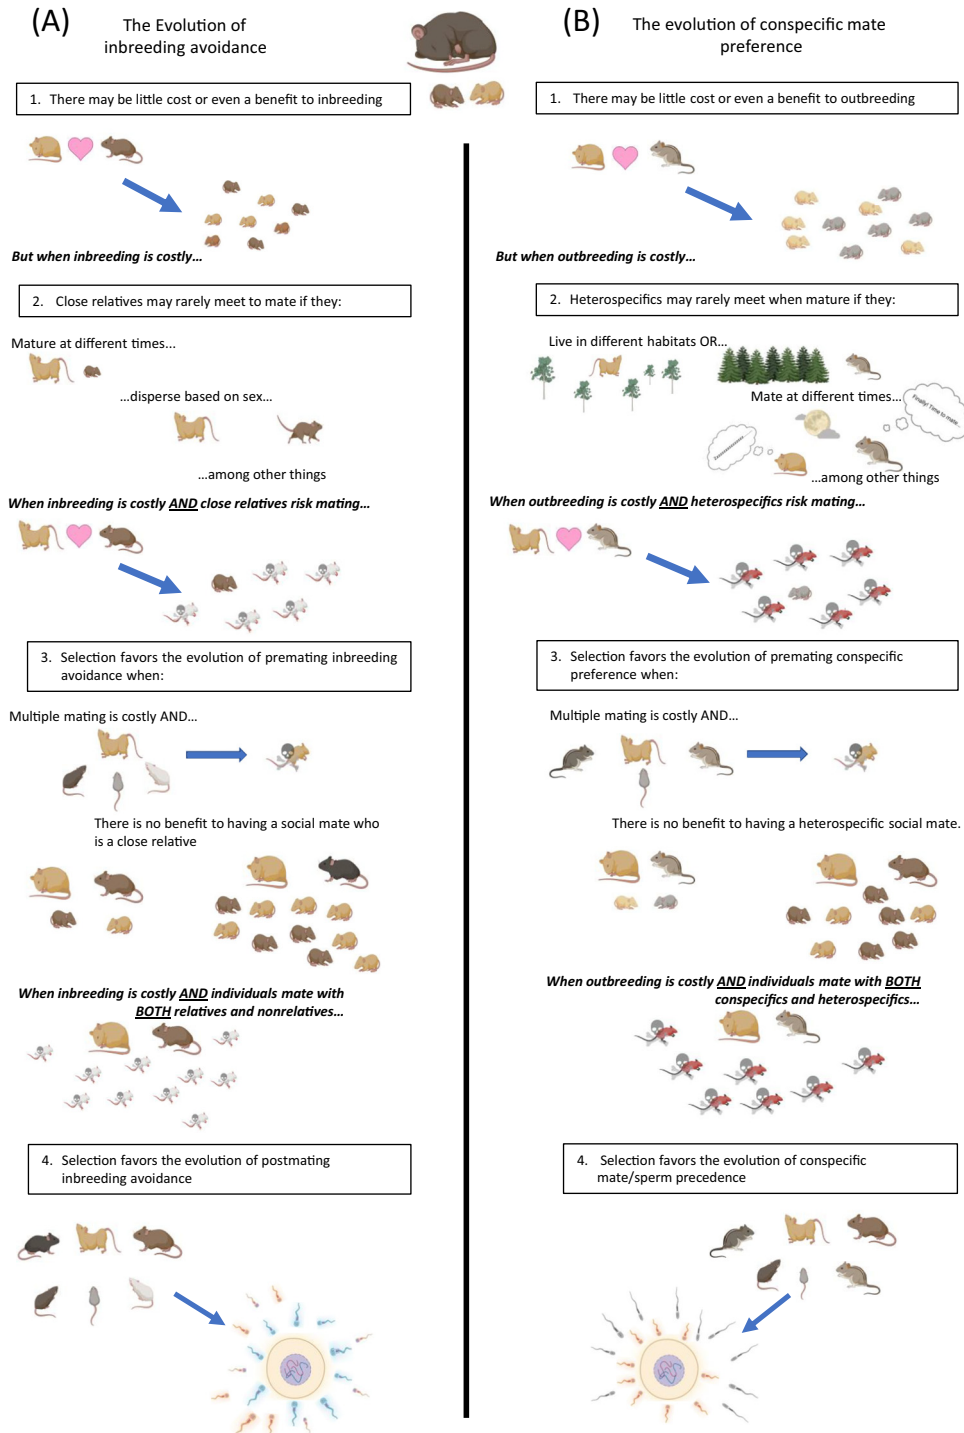 (A)
The Evolution of
inbreeding avoidance
1. There may be little cost or even a benefit to inbreeding
But when inbreeding is costly...
2. Close relatives may rarely meet to mate if they:
Mature at different times...
...disperse based on sex...
...among other things
When inbreeding is costly AND close relatives risk mating...
3. Selection favors the evolution of premating inbreeding
avoidance when:
Multiple mating is costly AND...
There is no benefit to having a social mate who
is a close relative
When inbreeding is costly AND individuals mate with
BOTH relatives and nonrelatives...
4. Selection favors the evolution of postmating
inbreeding avoidance
(B)
The evolution of conspecific mate
preference
1. There may be little cost or even a benefit to outbreeding
But when outbreeding is costly...
2. Heterospecifics may rarely meet when mature if they:
Live in different habitats OR...
Mate at different times...
Finally! Time to mate...
...among other things
When outbreeding is costly AND heterospecifics risk mating...
3. Selection favors the evolution of premating conspecific
preference when:
Multiple mating is costly AND...
There is no benefit to having a heterospecific social mate.
When outbreeding is costly AND individuals mate with BOTH
conspecifics and heterospecifics...
4. Selection favors the evolution of conspecific
mate/sperm precedence